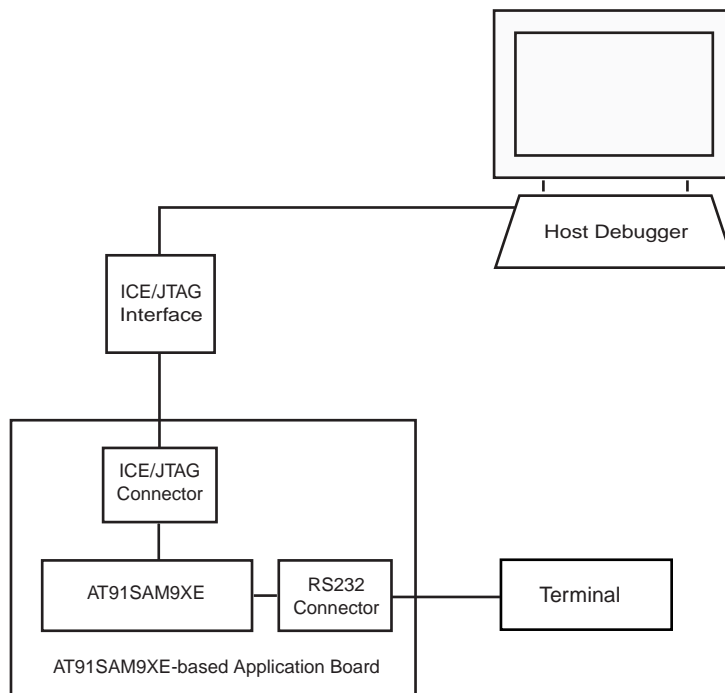 Host Debugger
ICE/JTAG
Interface
ICE/JTAG
Connector
AT91SAM9XE
RS232
Connector
Terminal
AT91SAM9XE-based Application Board